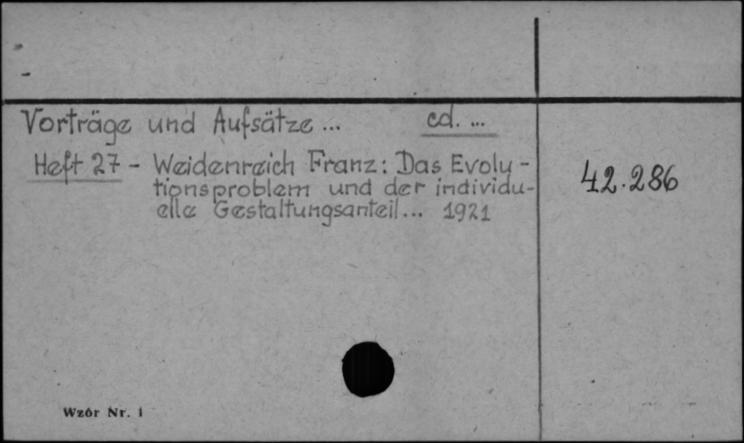 Vorträge und Aufsätze ... cd. ...
Heft 27 - Weidenreich Franz: Das Evolu-
tionsproblem und der individu-
elle Gestaltungsanteil ... 1921
42.286
Wzór Nr. 1